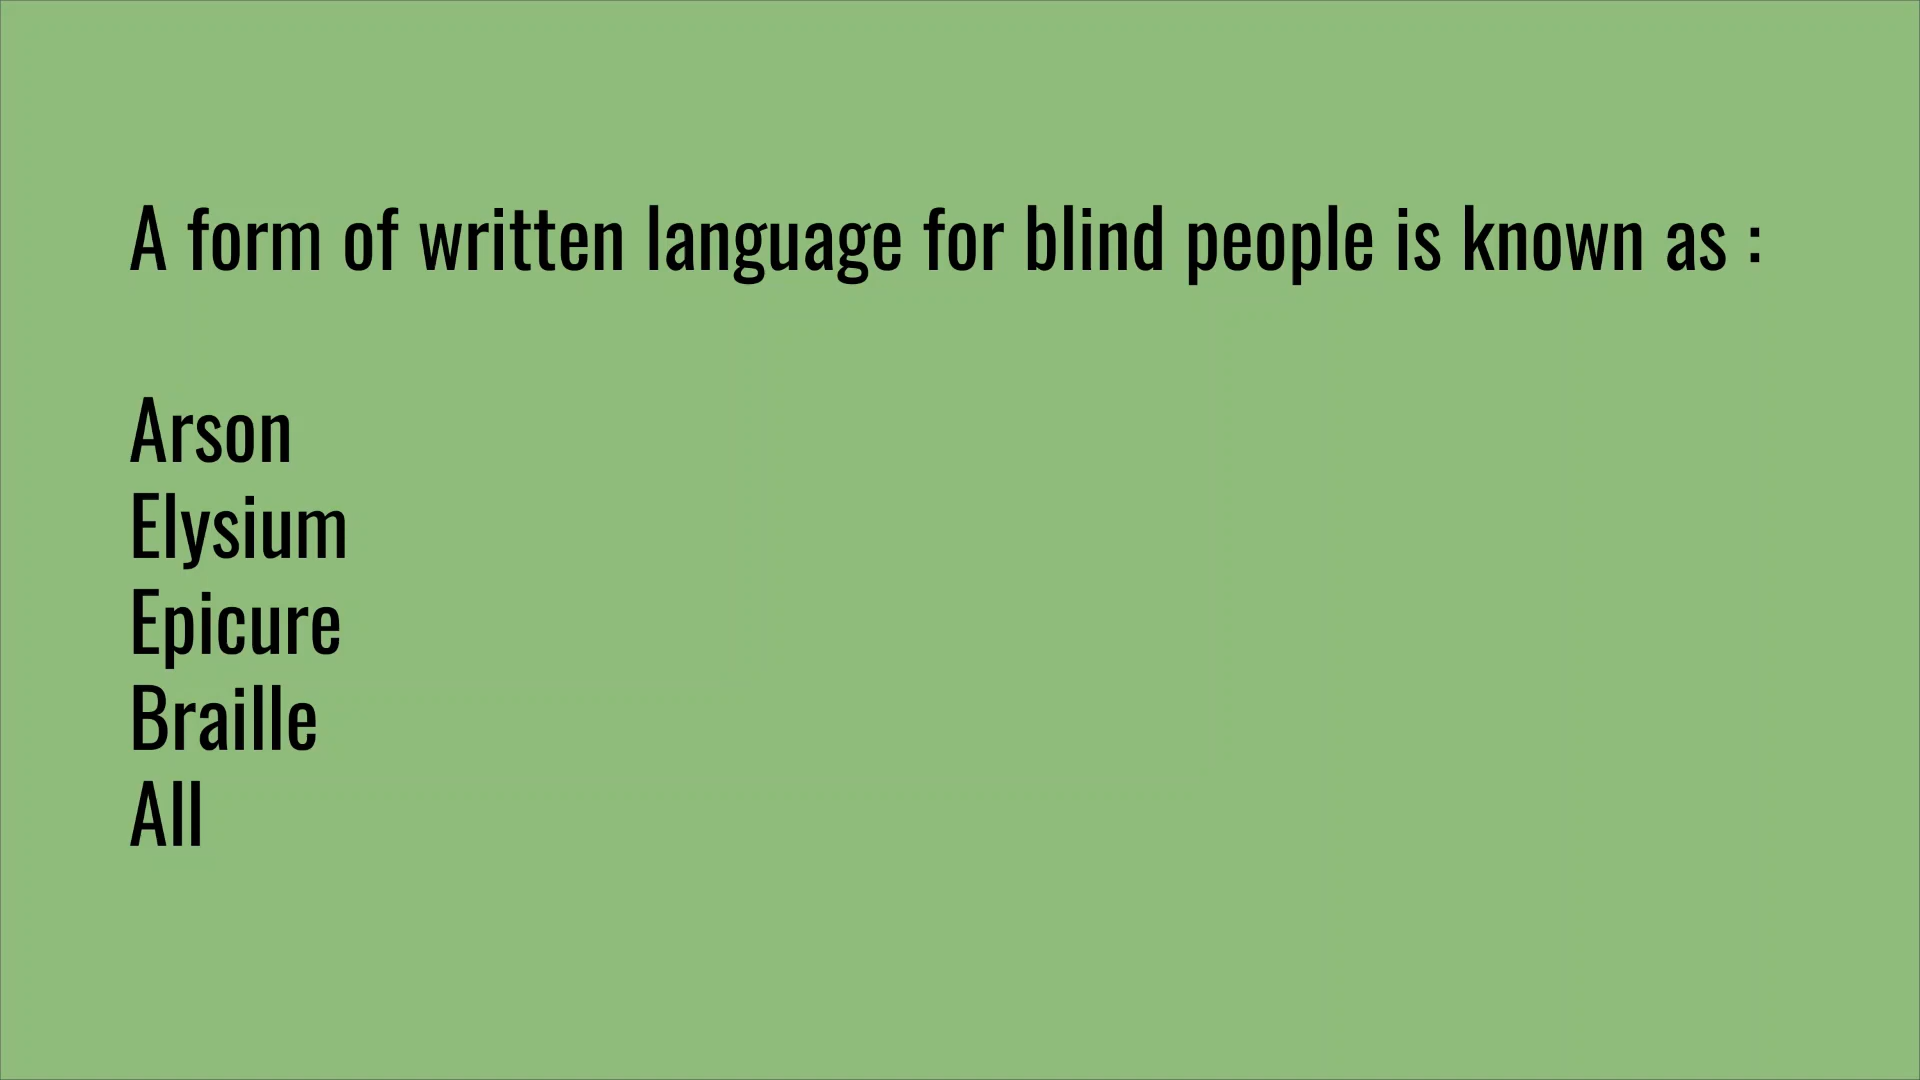 A form of written language for blind people is known as :
Arson
Elysium
Epicure
Braille
All